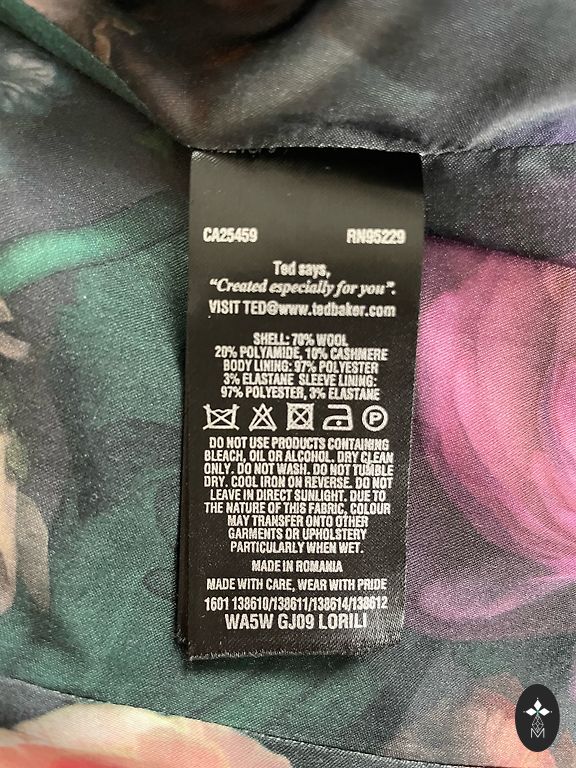 CA25459 RN95229
Ted says,
"Created especially for you".
VISIT TED@www.tedbaker.com
SHELL: 70% WOOL
20% POLYAMIDE, 10% CASHMERE
BODY LINING: 97% POLYESTER
3% ELASTANE SLEEVE LINING:
97% POLYESTER, 3% ELASTANE
P
DO NOT USE PRODUCTS CONTAINING
BLEACH, OIL OR ALCOHOL. DRY CLEAN
ONLY. DO NOT WASH. DO NOT TUMBLE
DRY. COOL IRON ON REVERSE. DO NOT
LEAVE IN DIRECT SUNLIGHT. DUE TO
THE NATURE OF THIS FABRIC, COLOUR
MAY TRANSFER ONTO OTHER
GARMENTS OR UPHOLSTERY
PARTICULARLY WHEN WET.
MADE IN ROMANIA
MADE WITH CARE, WEAR WITH PRIDE
1601 138610/138611/138614/138612
WA5W GJ09 LORILI
M